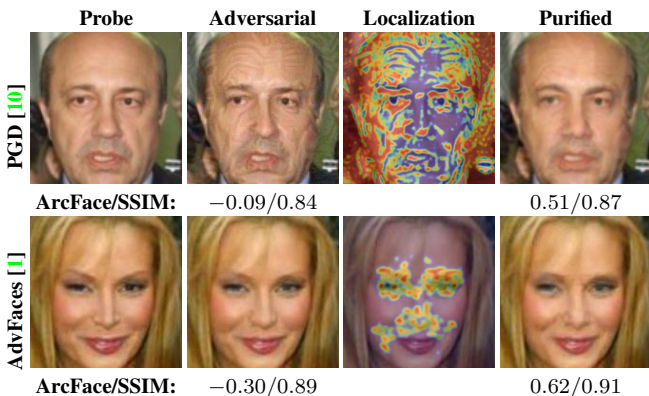 Probe Adversarial Localization Purified
PGD [10]
ArcFace/SSIM: −0.09/0.84 0.51/0.87
AdvFaces [1]
ArcFace/SSIM: −0.30/0.89 0.62/0.91